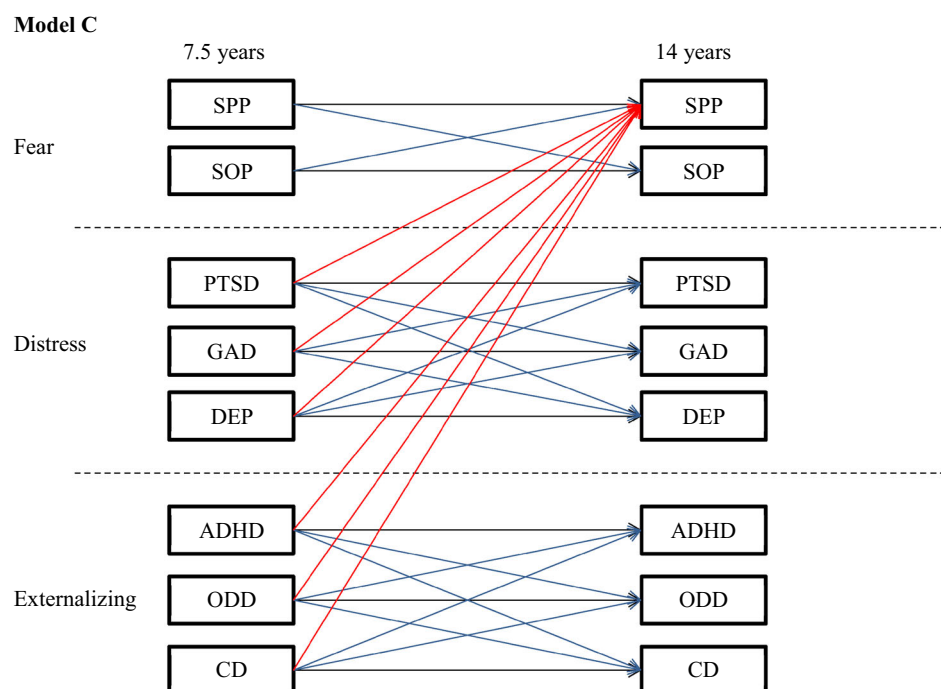 Model C
7.5 years 14 years
SPP SPP
Fear
SOP SOP
PTSD PTSD
Distress GAD GAD
DEP DEP
ADHD ADHD
Externalizing ODD ODD
CD CD